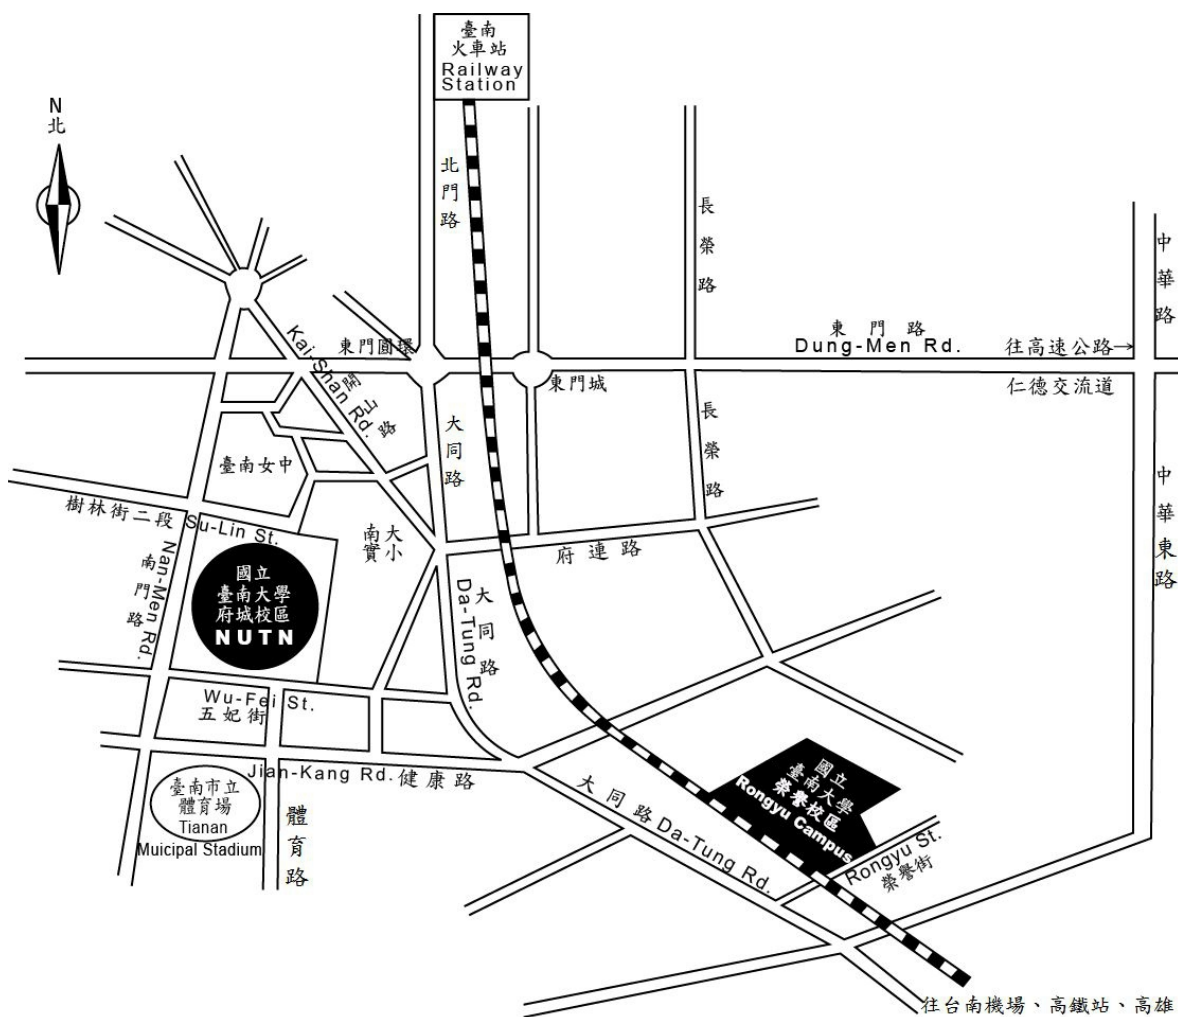 臺南
火車站
Railway
Station
N
北
北門路
長榮路
中華路
東門路
Dung-Men Rd.
往高速公路→
仁德交流道
東門圓環
東門城
Kai-Shan Rd.
開山路
大同路
長榮路
中華東路
臺南女中
樹林街二段
Su-Lin St.
南大
實小
府連路
Nan-Men Rd.
南門路
國立
臺南大學
府城校區
NUTN
大同路
Da-Tung Rd.
Wu-Fei St.
五妃街
Jian-Kang Rd. 健康路
臺南市立
體育場
Tianan
Muicipal Stadium
體育路
大同路 Da-Tung Rd.
國立
臺南大學
榮譽校區
Rongyu Campus
Rongyu St.
榮譽街
往台南機場、高鐵站、高雄